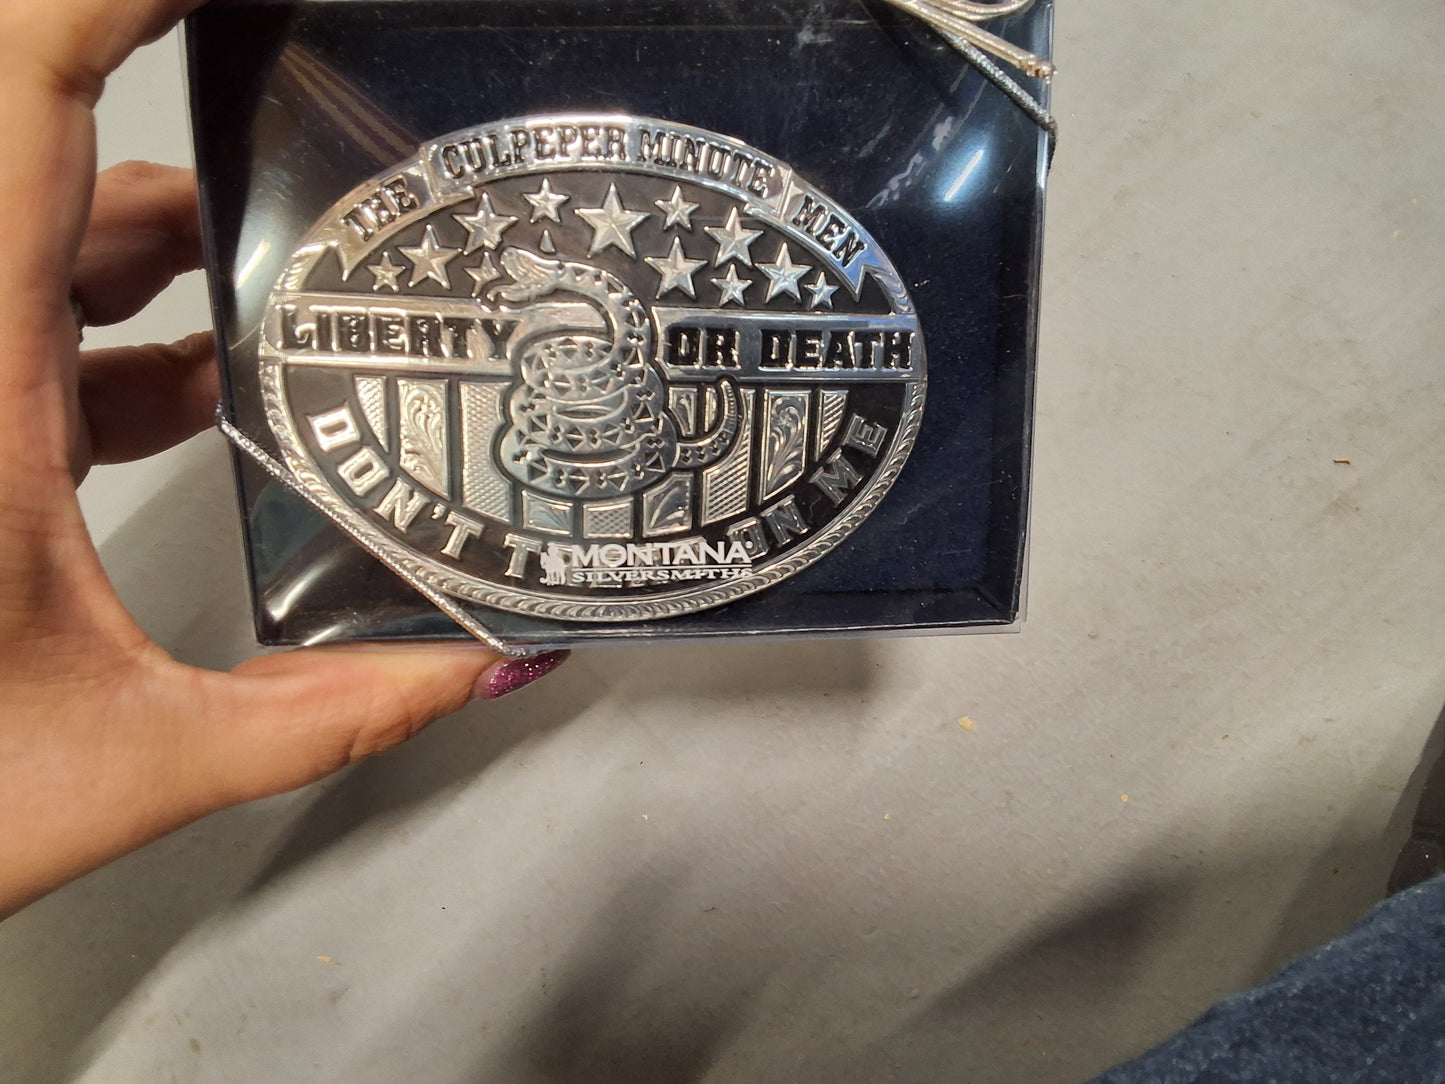 THE CULPEPER MINUTE MEN
LIBERTY OR DEATH
DON'T ON ME
MONTANA
SILVERSMITHS